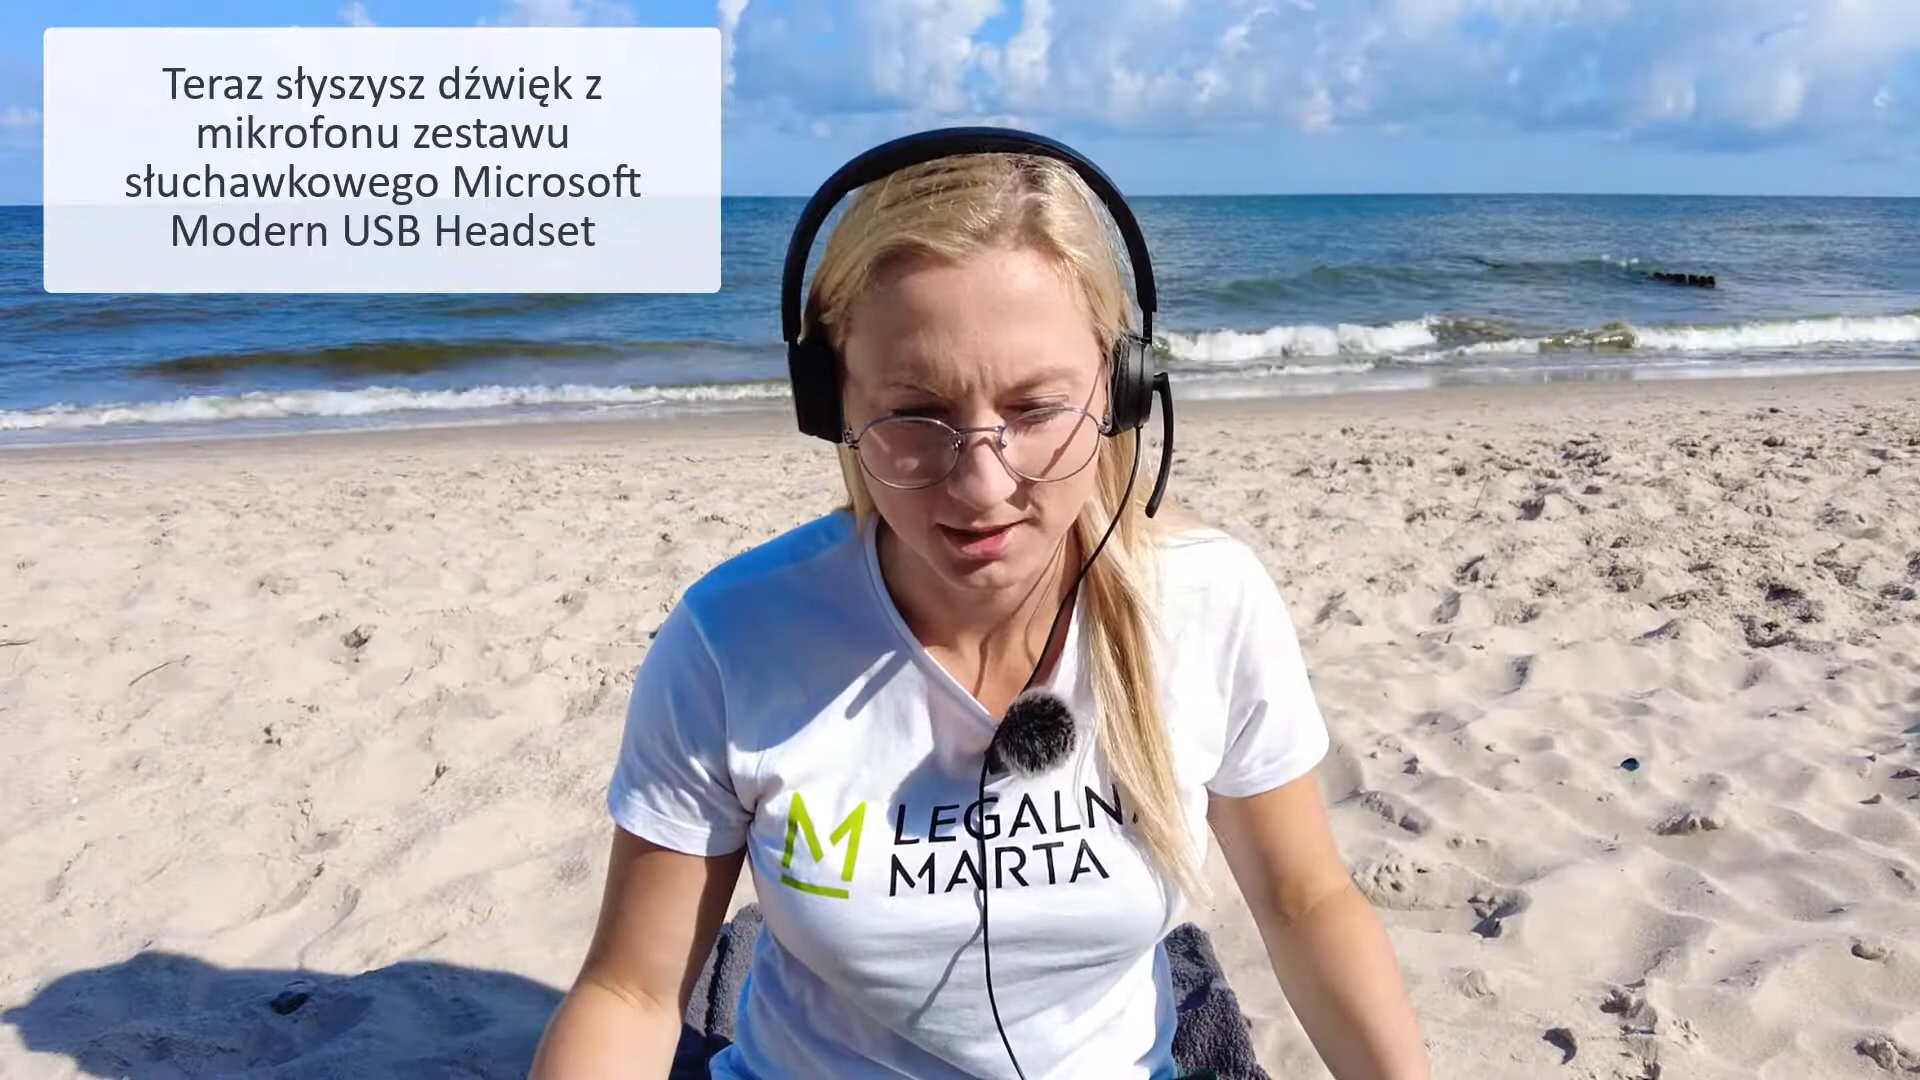 Teraz słyszysz dźwięk z
mikrofonu zestawu
słuchawkowego Microsoft
Modern USB Headset
LEGALN
MARTA